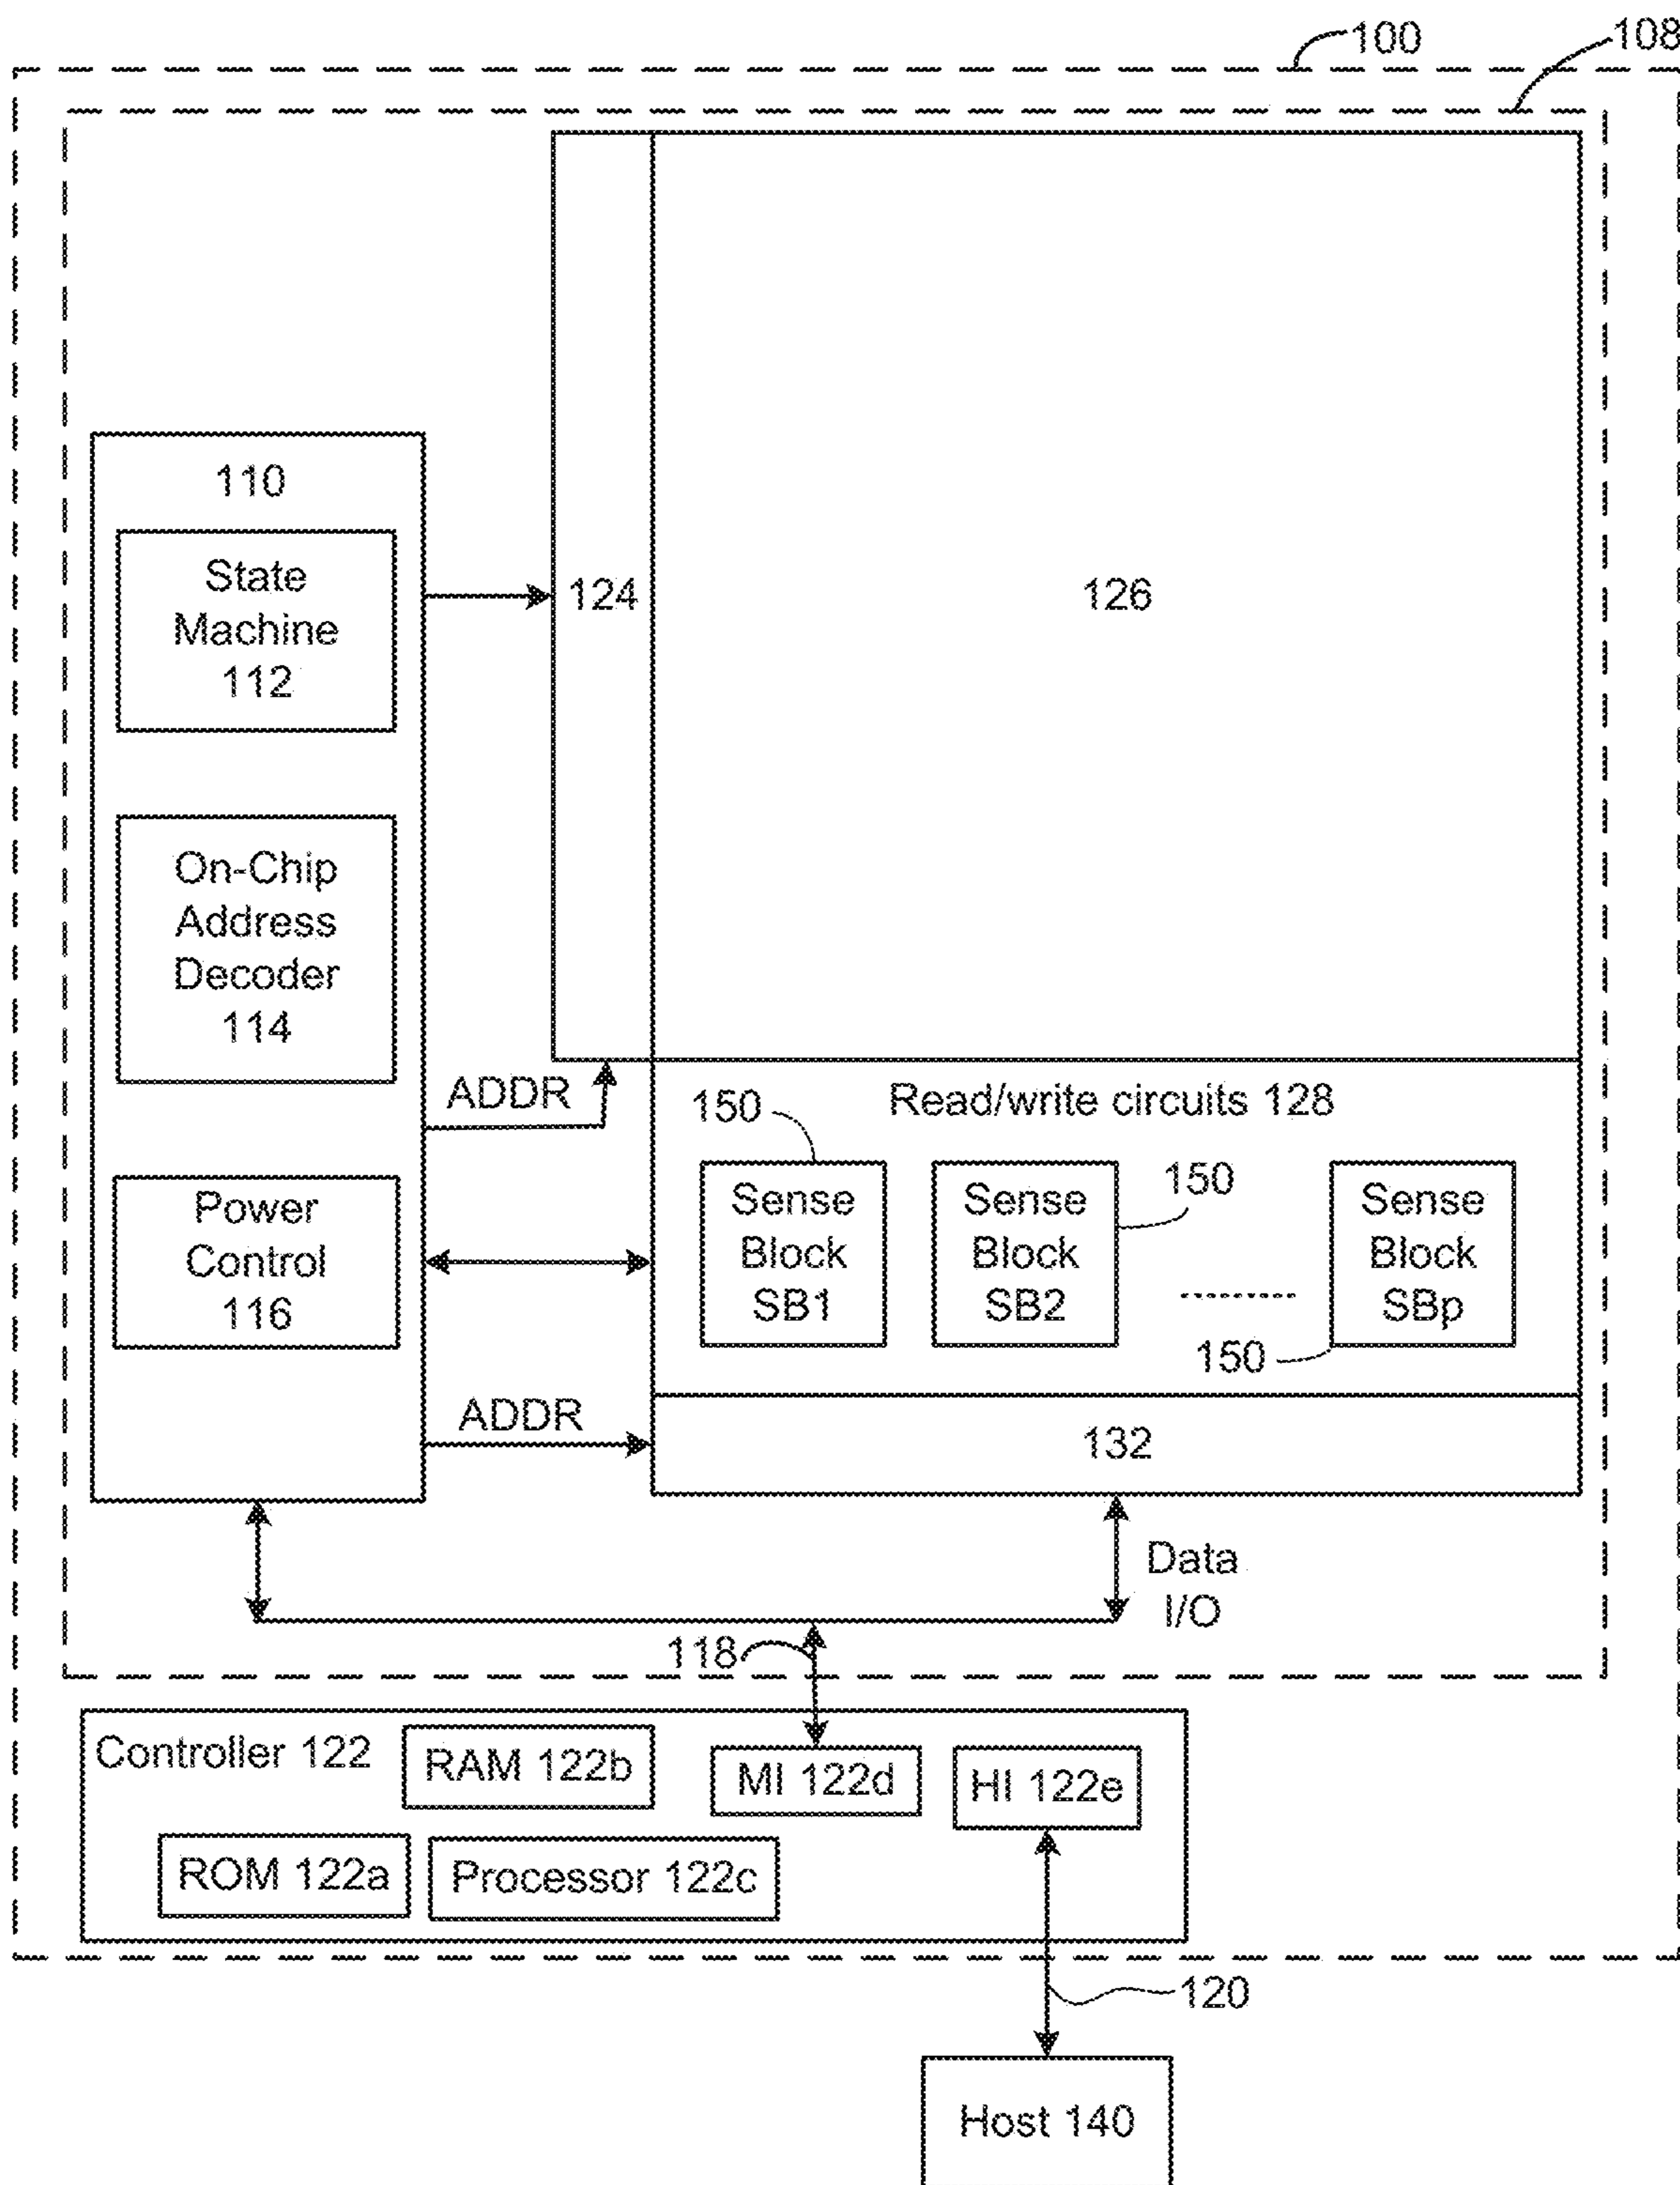 100
108
110
State
Machine
112
124
126
On-Chip
Address
Decoder
114
ADDR
Read/write circuits 128
150
Sense
Block
SB1
Sense
Block
SB2
150
Sense
Block
SBp
150
Power
Control
116
ADDR
132
Data
I/O
118
Controller 122
RAM 122b
MI 122d
HI 122e
ROM 122a
Processor 122c
120
Host 140